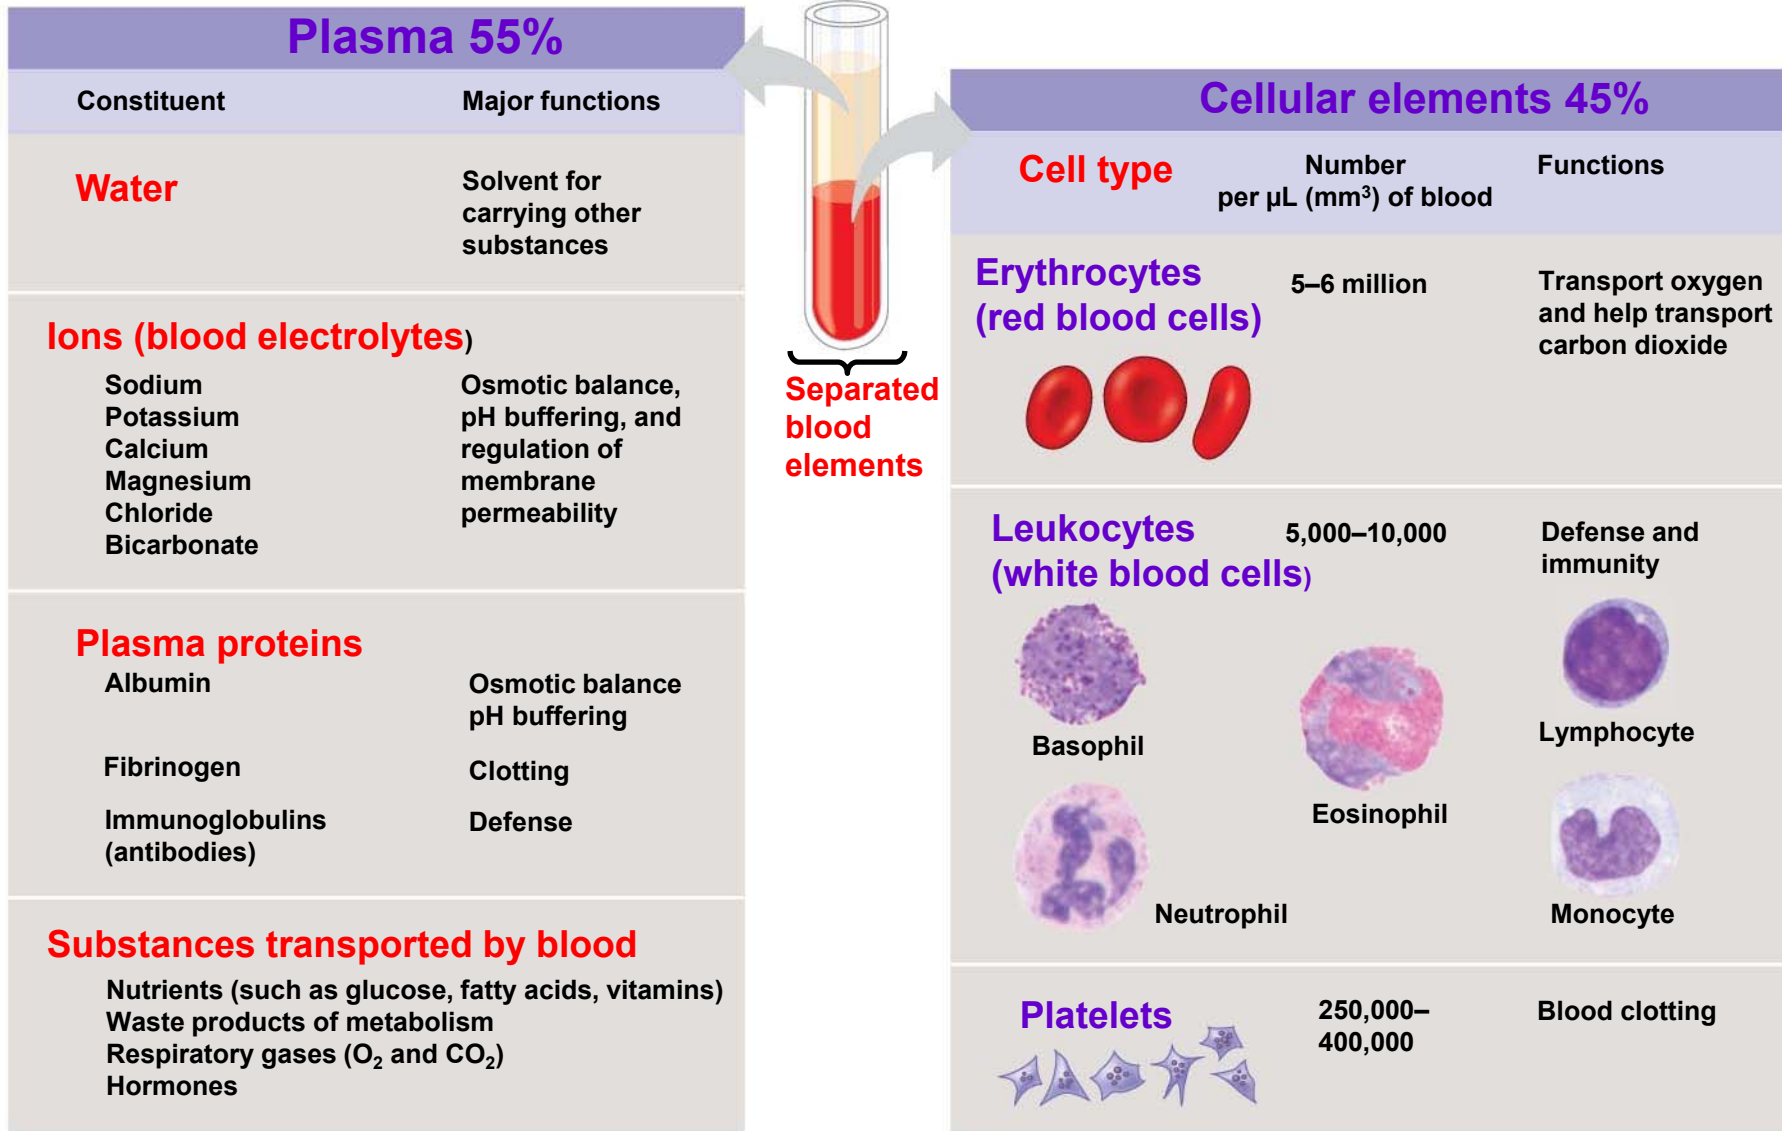 Plasma 55%
Constituent
Major functions
Water
Solvent for
carrying other
substances
Ions (blood electrolytes)
Sodium
Potassium
Calcium
Magnesium
Chloride
Bicarbonate
Osmotic balance,
pH buffering, and
regulation of
membrane
permeability
Plasma proteins
Albumin
Osmotic balance
pH buffering
Fibrinogen
Clotting
Immunoglobulins
(antibodies)
Defense
Substances transported by blood
Nutrients (such as glucose, fatty acids, vitamins)
Waste products of metabolism
Respiratory gases (O₂ and CO₂)
Hormones
Separated
blood
elements
Cellular elements 45%
Cell type
Number
per µL (mm³) of blood
Functions
Erythrocytes
(red blood cells)
5–6 million
Transport oxygen
and help transport
carbon dioxide
Leukocytes
(white blood cells)
5,000–10,000
Defense and
immunity
Basophil
Eosinophil
Lymphocyte
Neutrophil
Monocyte
Platelets
250,000–
400,000
Blood clotting